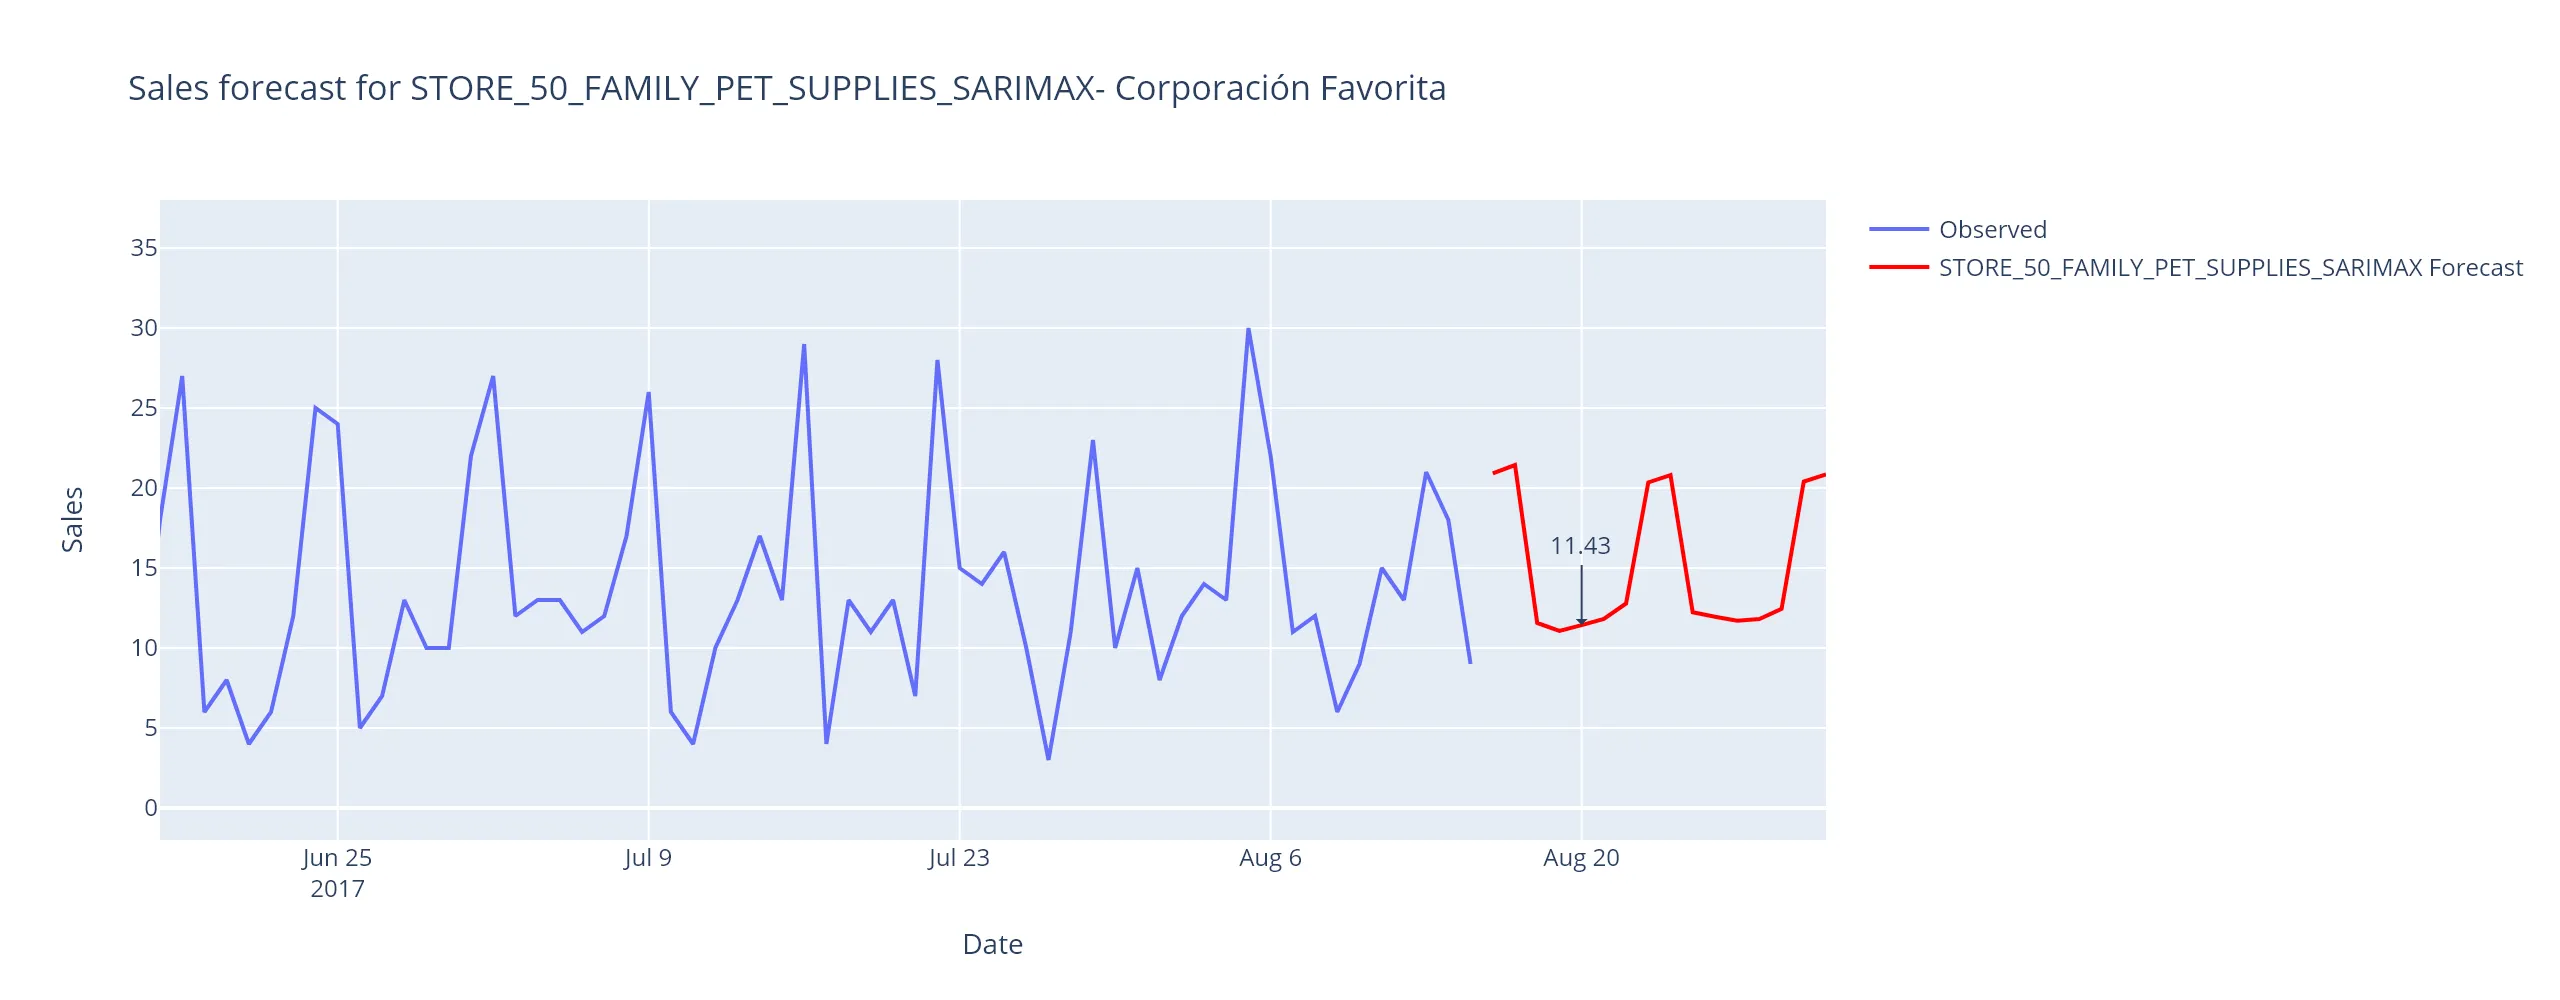 Sales forecast for STORE_50_FAMILY_PET_SUPPLIES_SARIMAX- Corporación Favorita
Observed
STORE_50_FAMILY_PET_SUPPLIES_SARIMAX Forecast
35
30
25
20
15
10
5
0
Sales
11.43
Jun 25
2017
Jul 9
Jul 23
Aug 6
Aug 20
Date